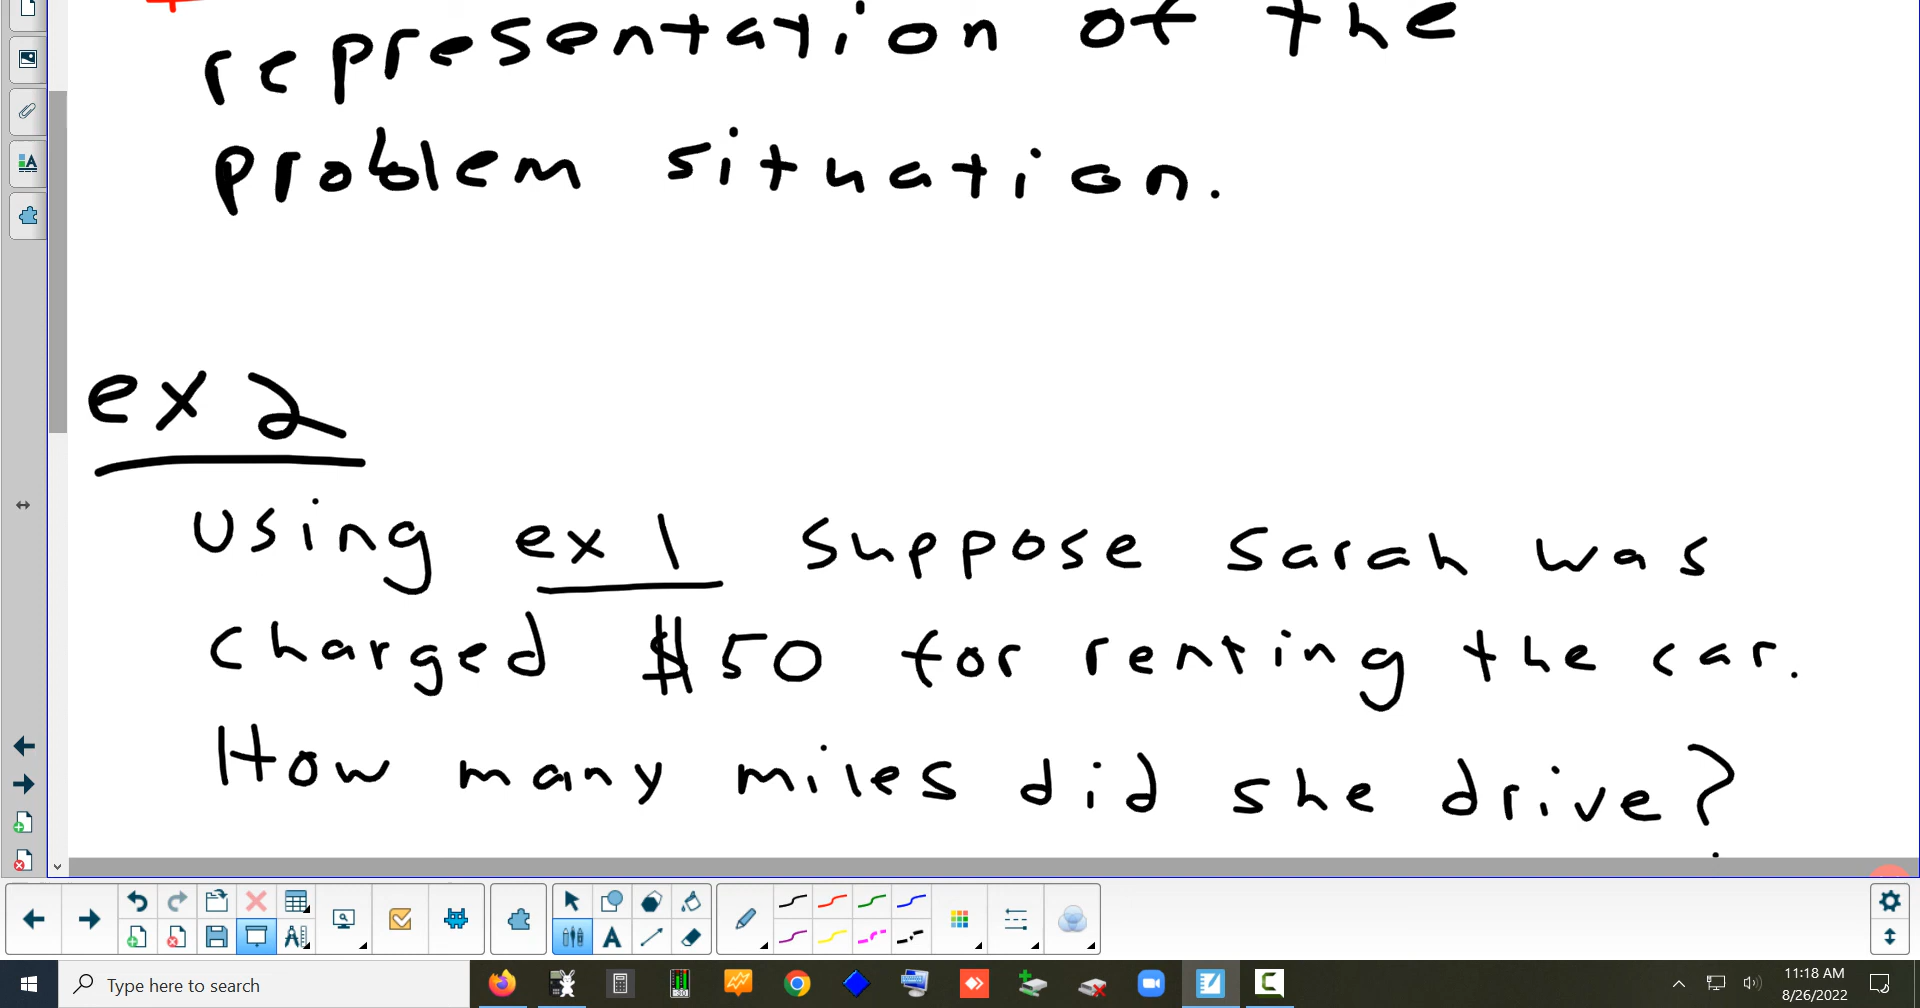 representation of the
problem situation.
ex 2
Using ex 1 suppose Sarah was
charged $50 for renting the car.
How many miles did she drive?
Type here to search
11:18 AM
8/26/2022